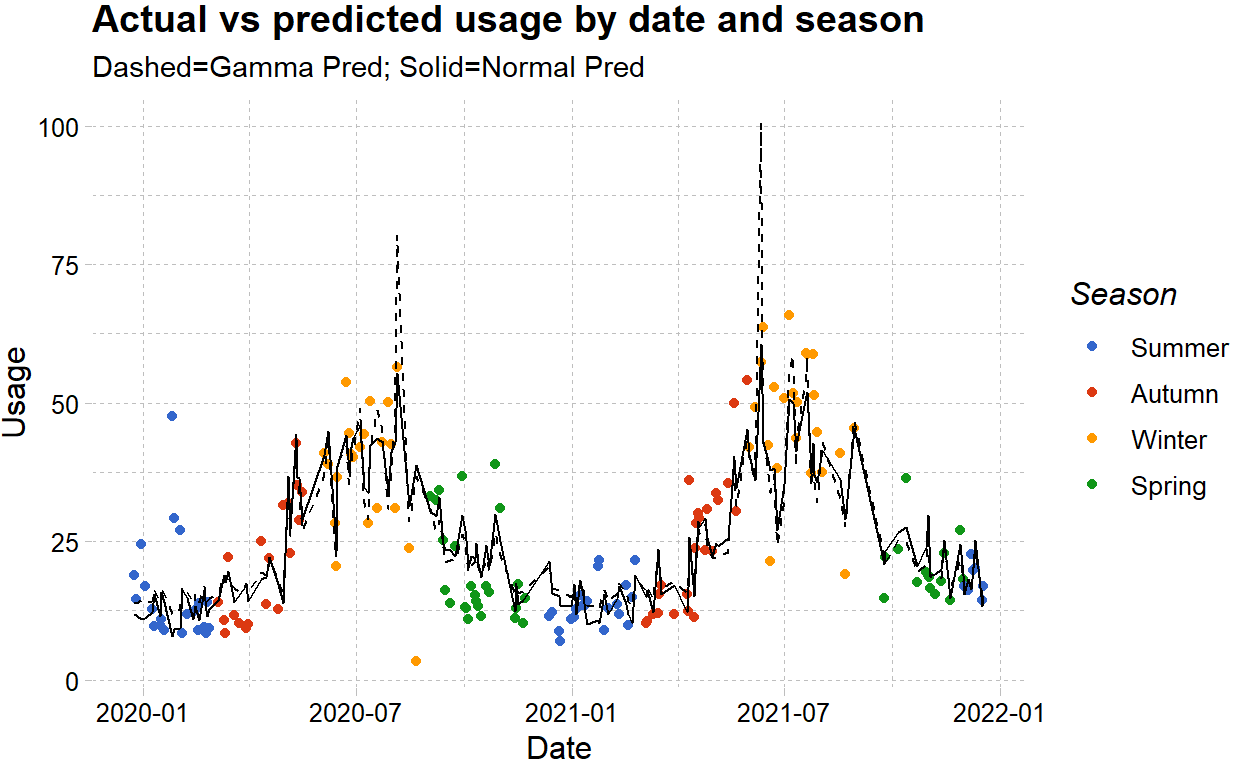 Actual vs predicted usage by date and season
Dashed=Gamma Pred; Solid=Normal Pred
100
75
50
25
0
Usage
2020-01
2020-07
2021-01
2021-07
2022-01
Date
Season
Summer
Autumn
Winter
Spring